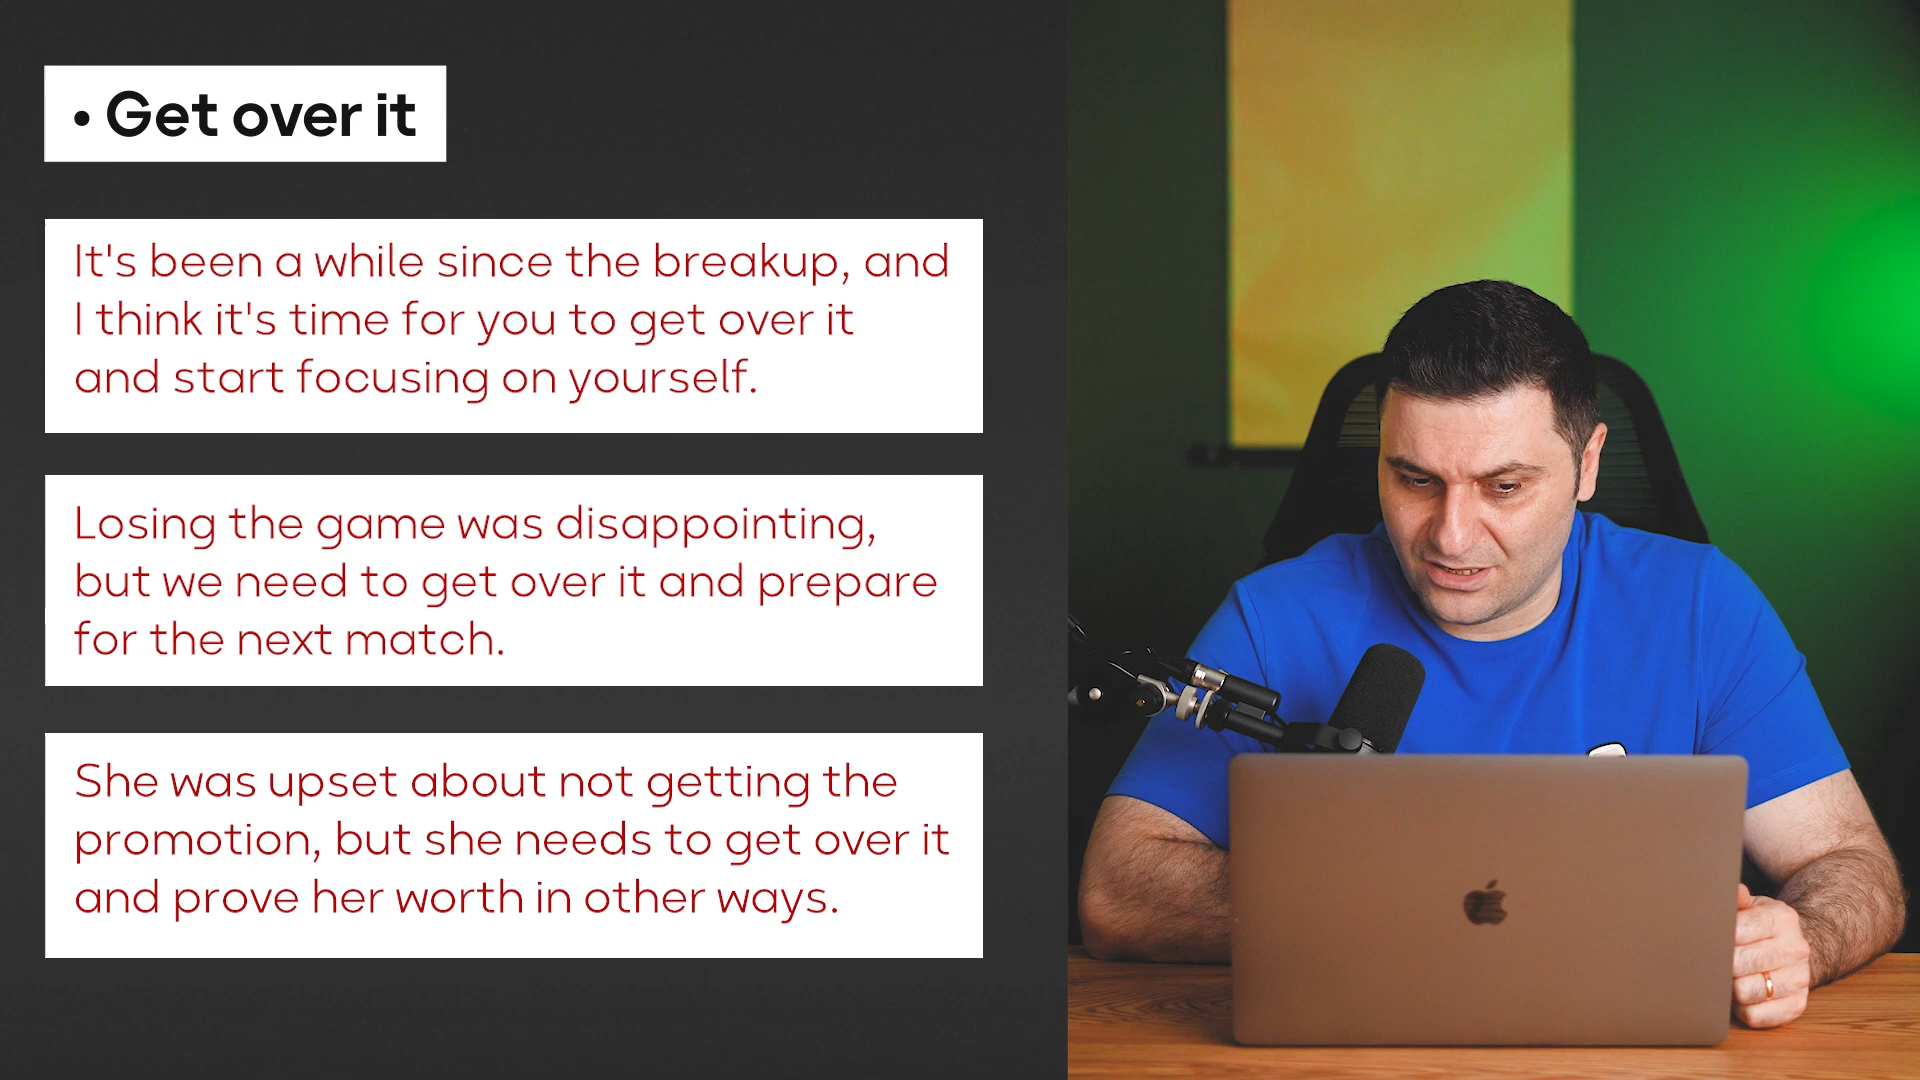 • Get over it
It's been a while since the breakup, and
I think it's time for you to get over it
and start focusing on yourself.
Losing the game was disappointing,
but we need to get over it and prepare
for the next match.
She was upset about not getting the
promotion, but she needs to get over it
and prove her worth in other ways.